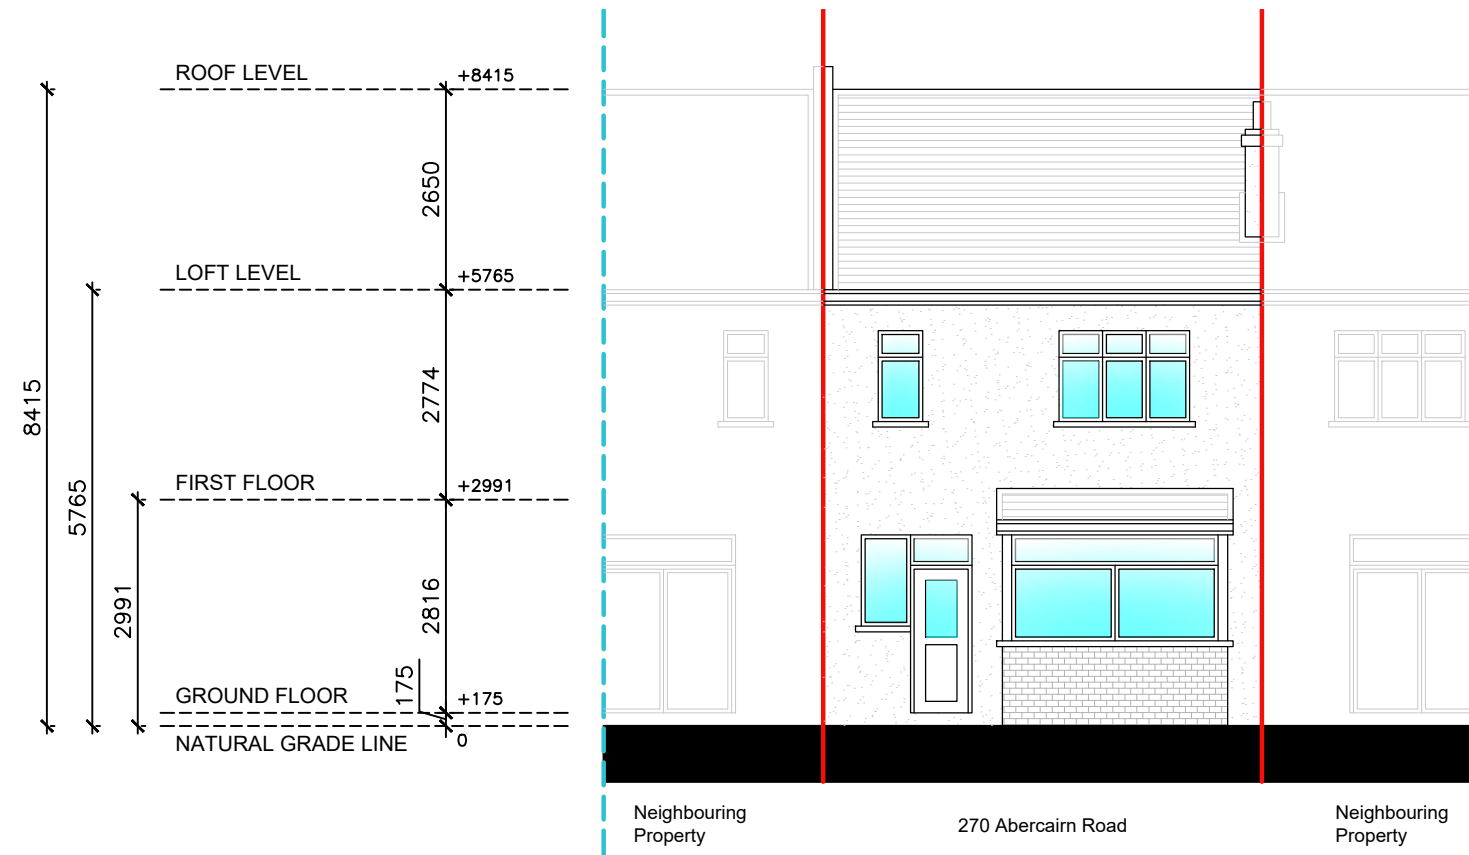 ROOF LEVEL
+8415
2650
LOFT LEVEL
+5765
8415
2774
5765
FIRST FLOOR
+2991
2991
2816
175
GROUND FLOOR
+175
NATURAL GRADE LINE
0
Neighbouring
Property
270 Abercairn Road
Neighbouring
Property